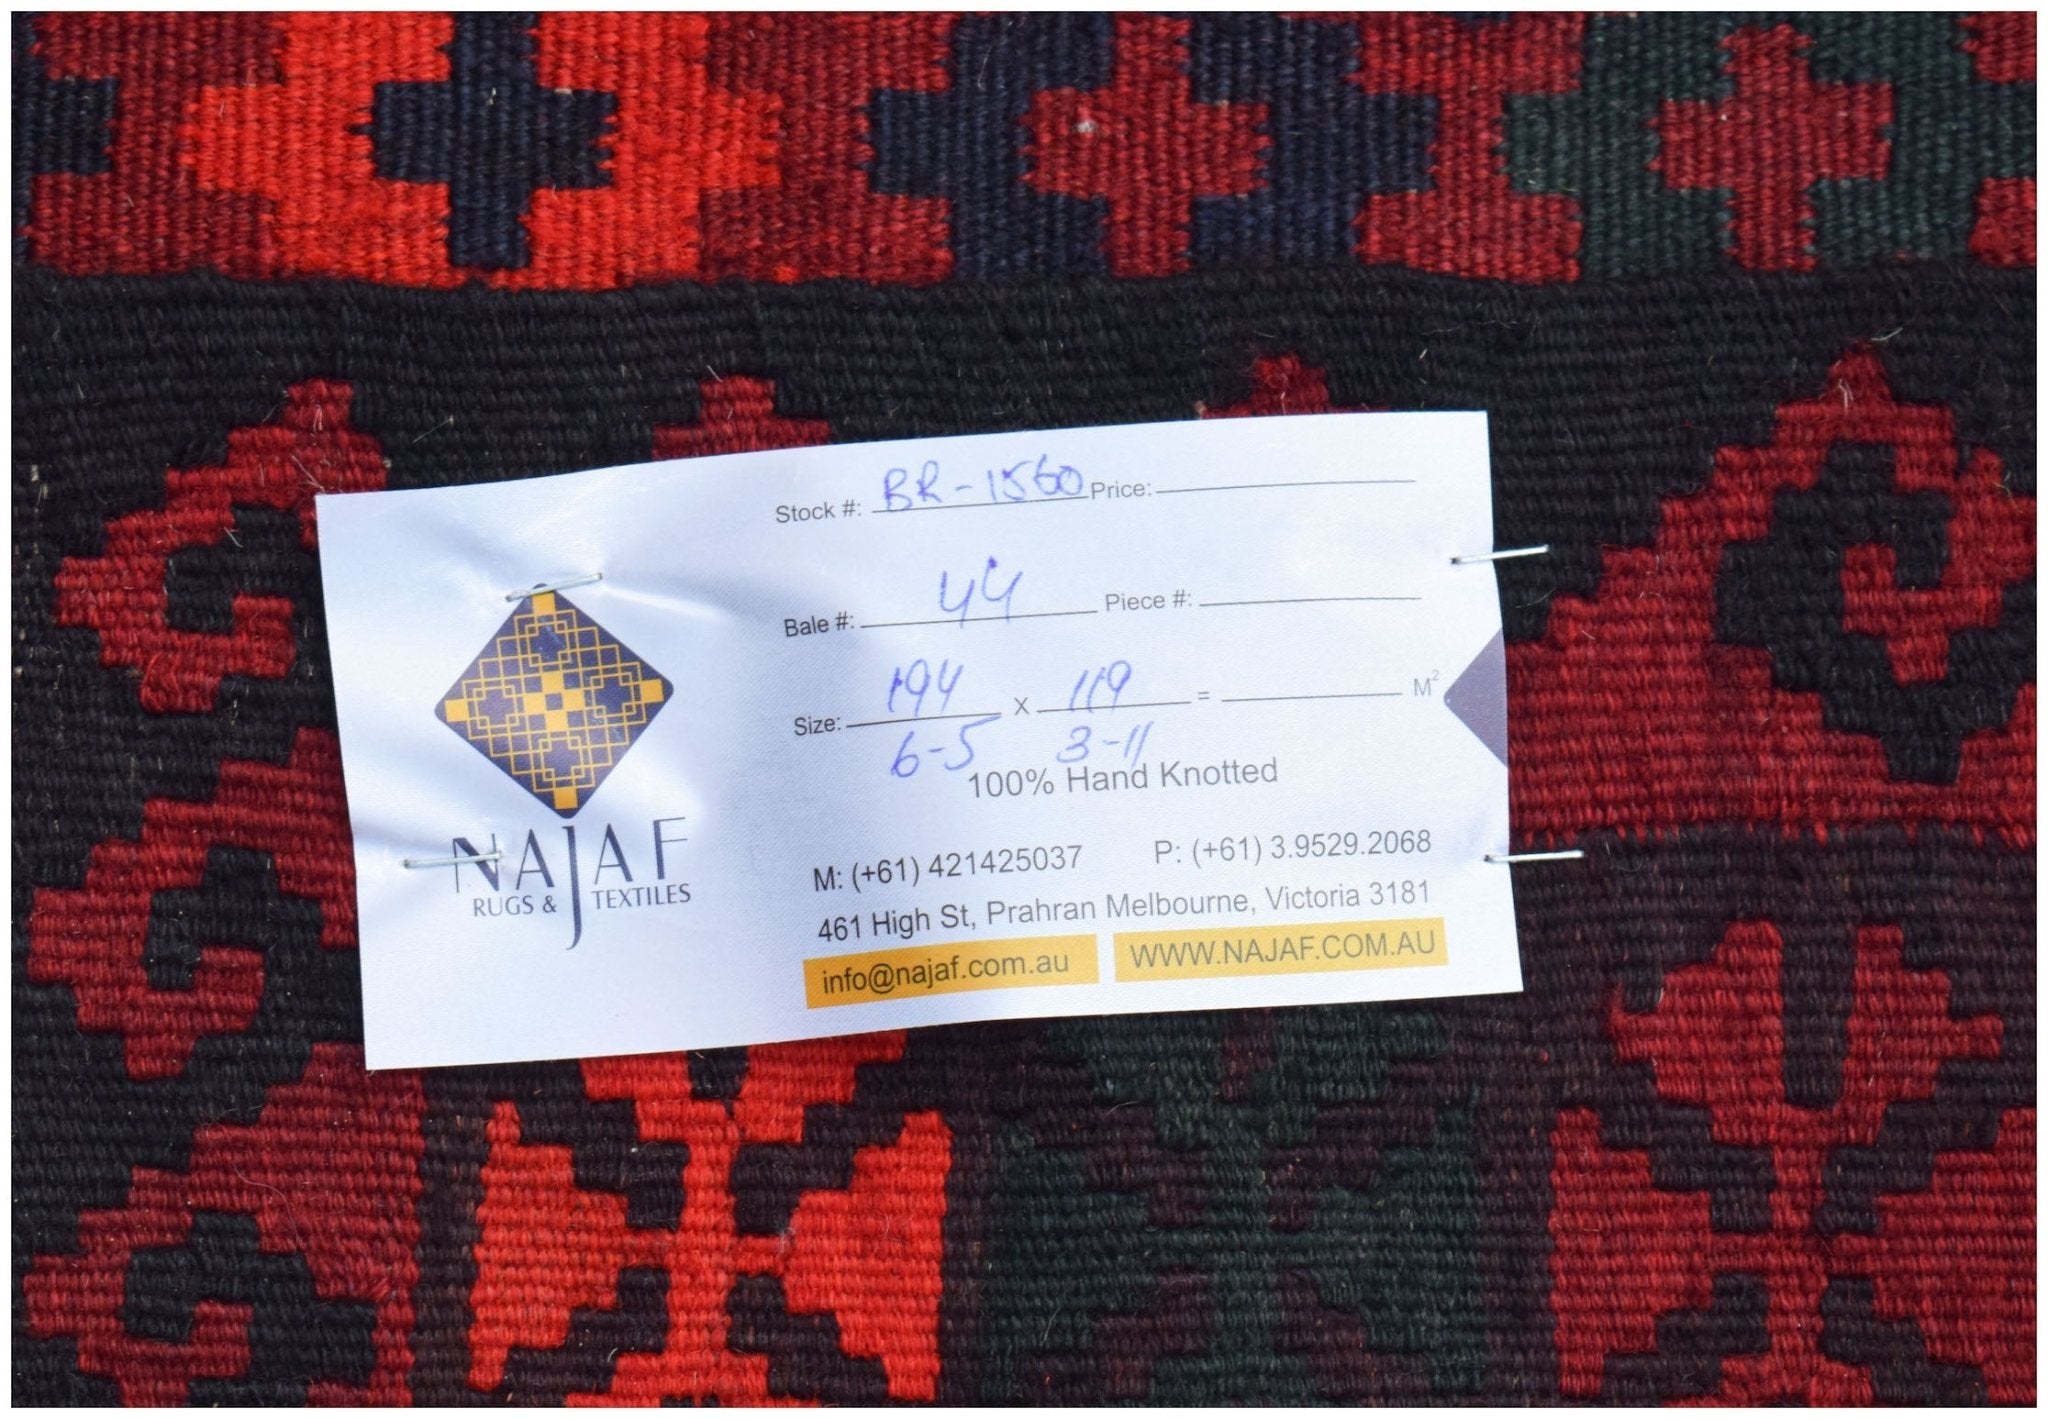 Stock #: BR-1560 Price:
Bale #: 44 Piece #:
Size: 194 x 119 = M²
6-5 3-11
100% Hand Knotted
NAJAF
RUGS & TEXTILES
M: (+61) 421425037 P: (+61) 3.9529.2068
461 High St, Prahran Melbourne, Victoria 3181
info@najaf.com.au WWW.NAJAF.COM.AU